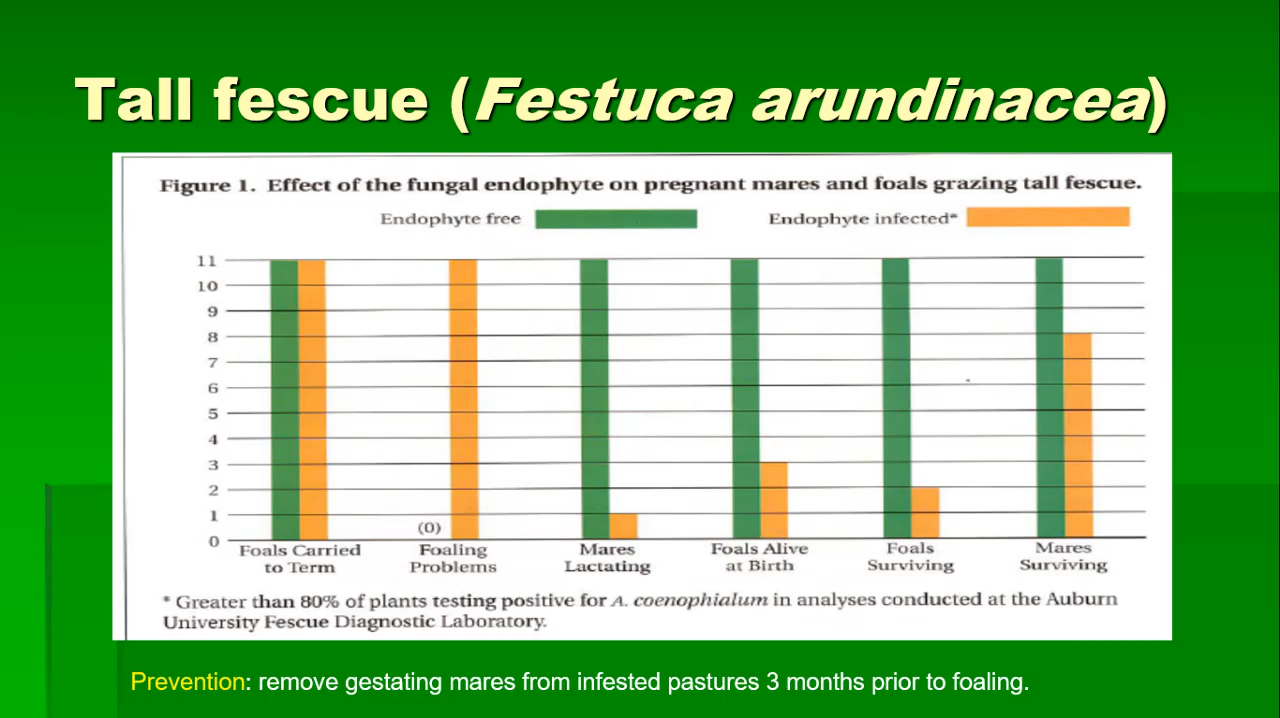 Tall fescue (Festuca arundinacea)
Figure 1. Effect of the fungal endophyte on pregnant mares and foals grazing tall fescue.
Endophyte free
Endophyte infected*
11
10
9
8
7
6
5
4
3
2
1
0
(0)
Foals Carried
to Term
Foaling
Problems
Mares
Lactating
Foals Alive
at Birth
Foals
Surviving
Mares
Surviving
* Greater than 80% of plants testing positive for A. coenophialum in analyses conducted at the Auburn
University Fescue Diagnostic Laboratory.
Prevention: remove gestating mares from infested pastures 3 months prior to foaling.